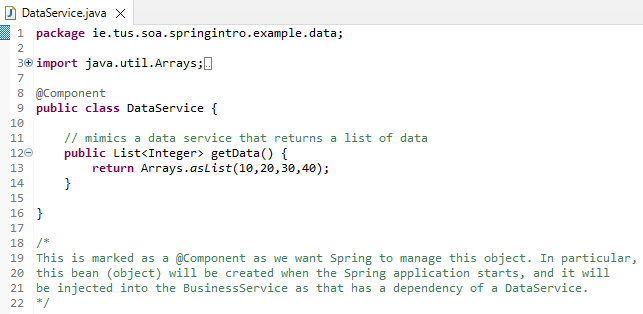 DataService.java
1 package ie.tus.soa.springintro.example.data;
2
3 import java.util.Arrays;
7
8 @Component
9 public class DataService {
10
11 // mimics a data service that returns a list of data
12 public List<Integer> getData() {
13 return Arrays.asList(10,20,30,40);
14 }
15
16 }
17
18 /*
19 This is marked as a @Component as we want Spring to manage this object. In particular,
20 this bean (object) will be created when the Spring application starts, and it will
21 be injected into the BusinessService as that has a dependency of a DataService.
22 */